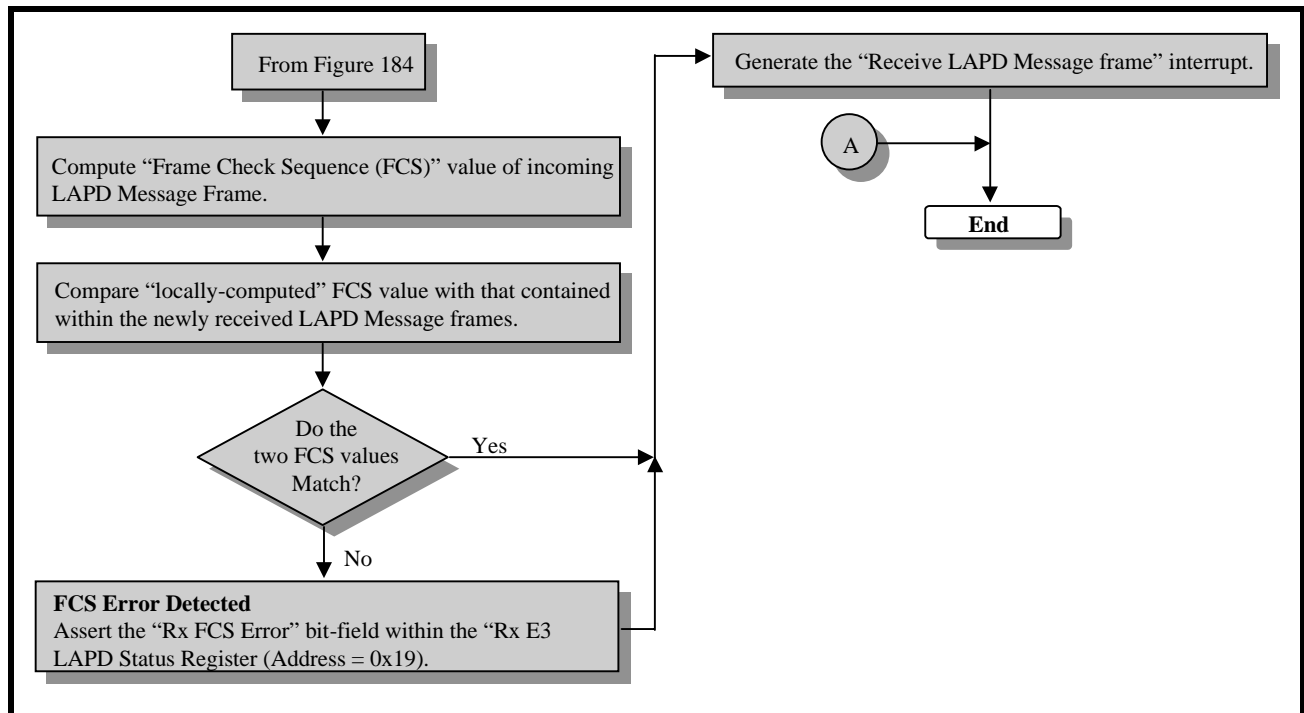 From Figure 184
Compute “Frame Check Sequence (FCS)” value of incoming
LAPD Message Frame.
Compare “locally-computed” FCS value with that contained
within the newly received LAPD Message frames.
Do the
two FCS values
Match?
Yes
No
FCS Error Detected
Assert the “Rx FCS Error” bit-field within the “Rx E3
LAPD Status Register (Address = 0x19).
Generate the “Receive LAPD Message frame” interrupt.
A
End